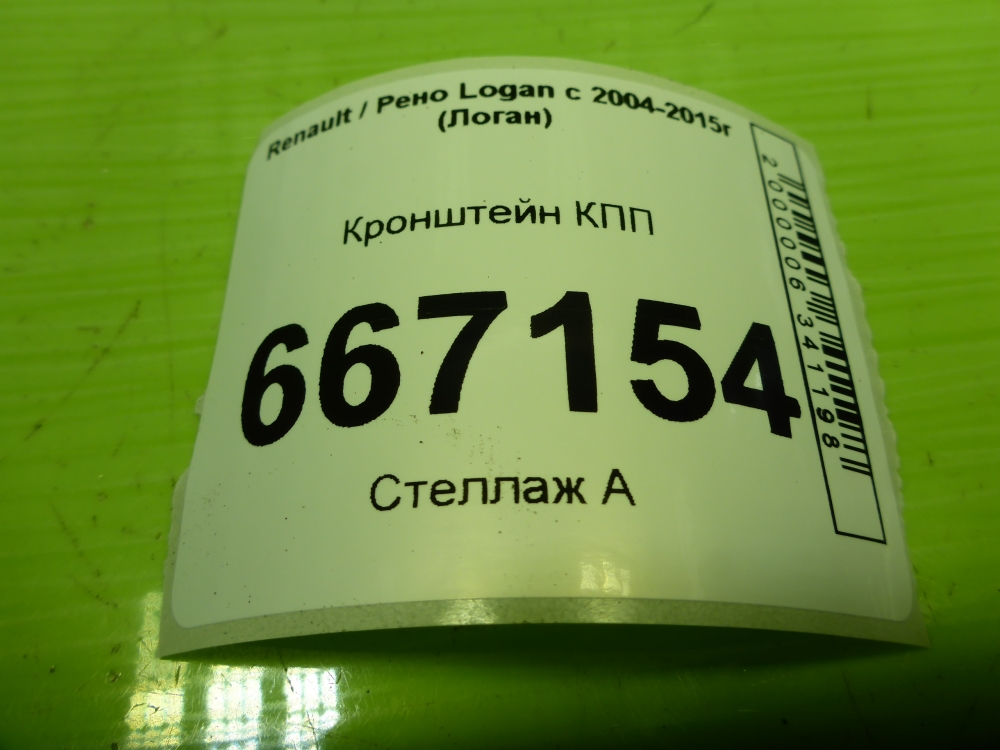 Renault / Рено Logan с 2004-2015г
(Логан)
Кронштейн КПП
667154
Стеллаж А
2000006341198